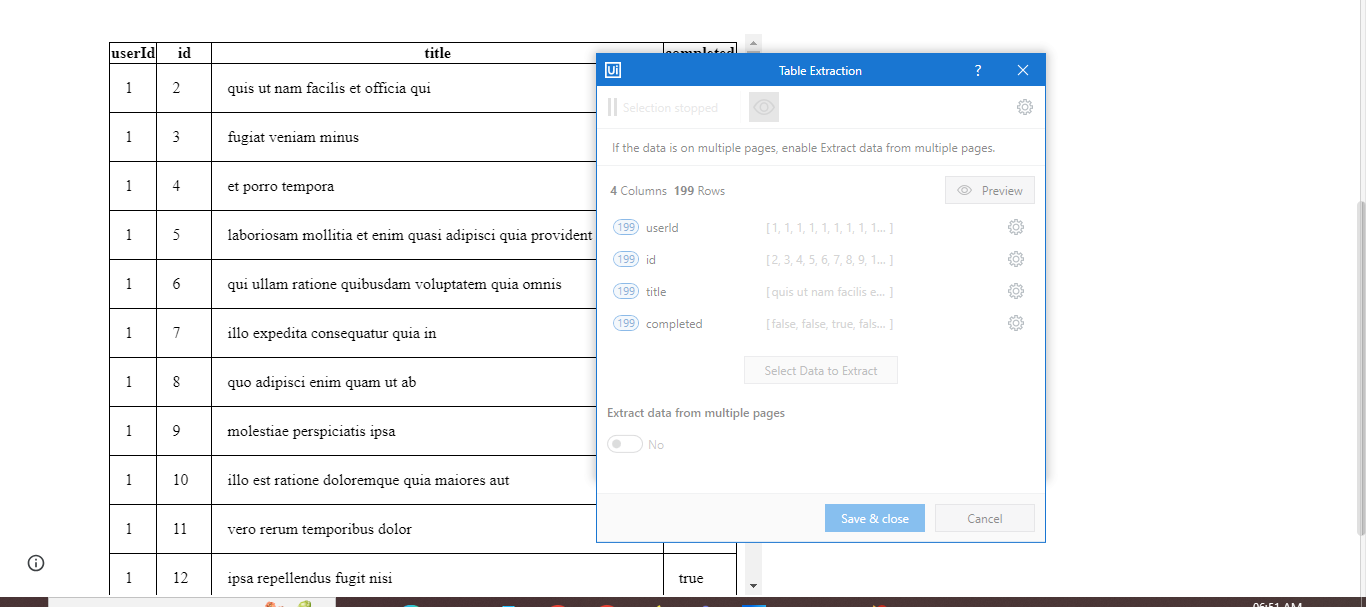 userId id title completed
1 2 quis ut nam facilis et officia qui
1 3 fugiat veniam minus
1 4 et porro tempora
1 5 laboriosam mollitia et enim quasi adipisci quia provident
1 6 qui ullam ratione quibusdam voluptatem quia omnis
1 7 illo expedita consequatur quia in
1 8 quo adipisci enim quam ut ab
1 9 molestiae perspiciatis ipsa
1 10 illo est ratione doloremque quia maiores aut
1 11 vero rerum temporibus dolor
1 12 ipsa repellendus fugit nisi true
Ui Table Extraction ?
Selection stopped
If the data is on multiple pages, enable Extract data from multiple pages.
4 Columns 199 Rows Preview
199 userId [ 1, 1, 1, 1, 1, 1, 1, 1, 1... ]
199 id [ 2, 3, 4, 5, 6, 7, 8, 9, 1... ]
199 title [ quis ut nam facilis e... ]
199 completed [ false, false, true, fals... ]
Select Data to Extract
Extract data from multiple pages
No
Save & close Cancel
06:51 AM